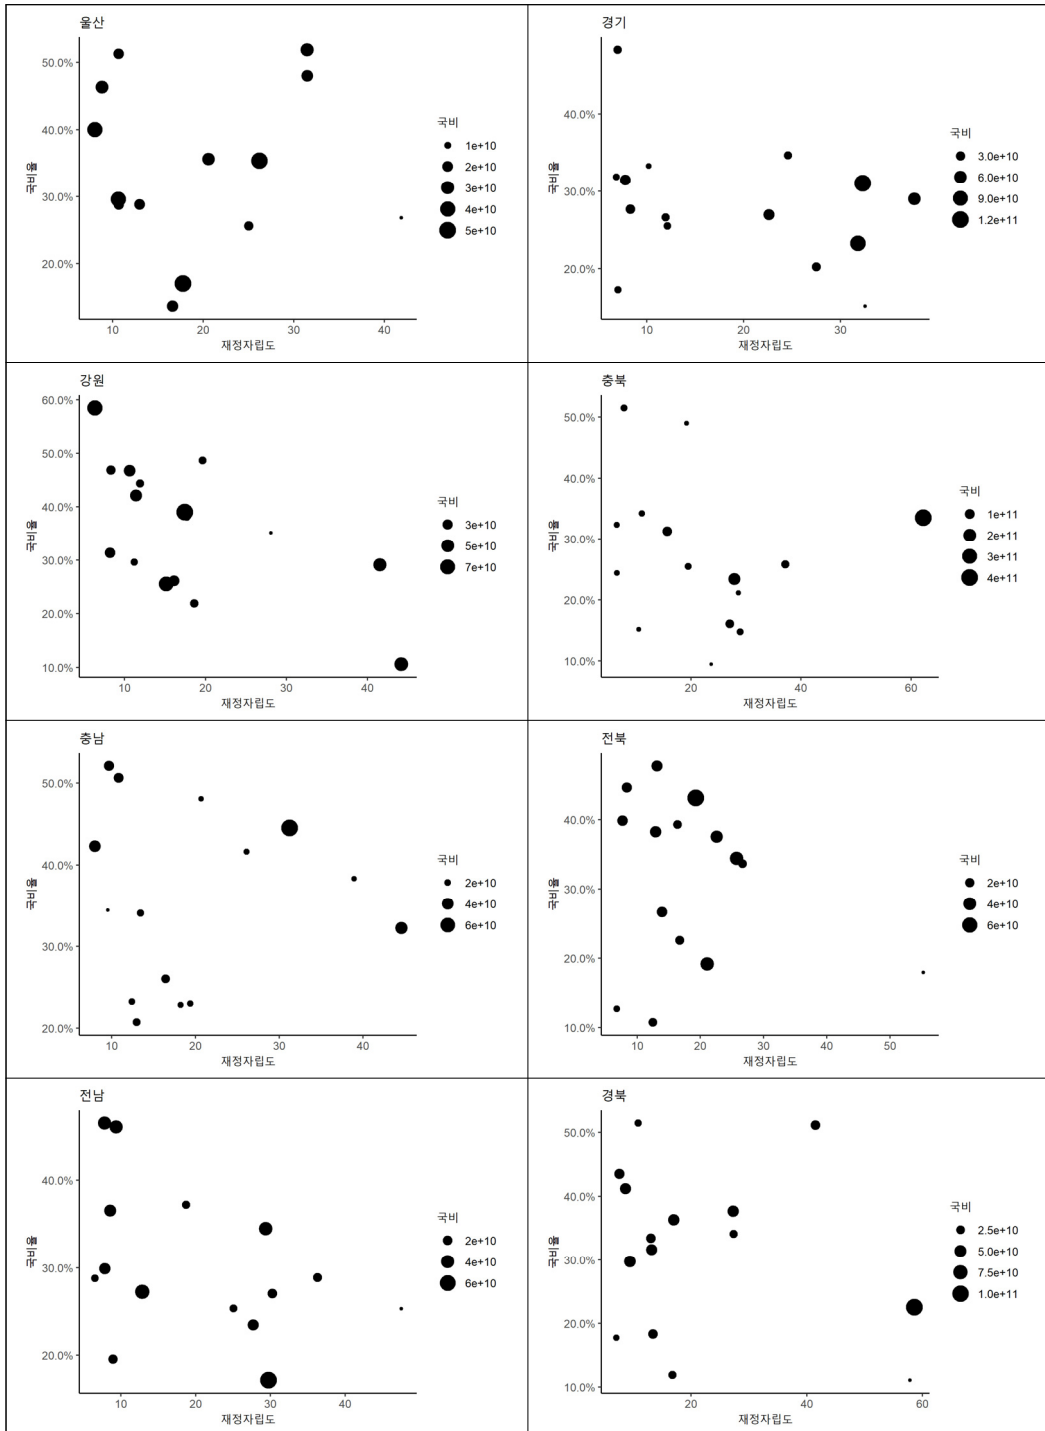 울산
50.0%
40.0%
30.0%
20.0%
국비율
10
20
30
40
재정자립도
국비
1e+10
2e+10
3e+10
4e+10
5e+10
경기
40.0%
30.0%
20.0%
국비율
10
20
30
재정자립도
국비
3.0e+10
6.0e+10
9.0e+10
1.2e+11
강원
60.0%
50.0%
40.0%
30.0%
20.0%
10.0%
국비율
10
20
30
40
재정자립도
국비
3e+10
5e+10
7e+10
충북
50.0%
40.0%
30.0%
20.0%
10.0%
국비율
20
40
60
재정자립도
국비
1e+11
2e+11
3e+11
4e+11
충남
50.0%
40.0%
30.0%
20.0%
국비율
10
20
30
40
재정자립도
국비
2e+10
4e+10
6e+10
전북
40.0%
30.0%
20.0%
10.0%
국비율
10
20
30
40
50
재정자립도
국비
2e+10
4e+10
6e+10
전남
40.0%
30.0%
20.0%
국비율
10
20
30
40
재정자립도
국비
2e+10
4e+10
6e+10
경북
50.0%
40.0%
30.0%
20.0%
10.0%
국비율
20
40
60
재정자립도
국비
2.5e+10
5.0e+10
7.5e+10
1.0e+11